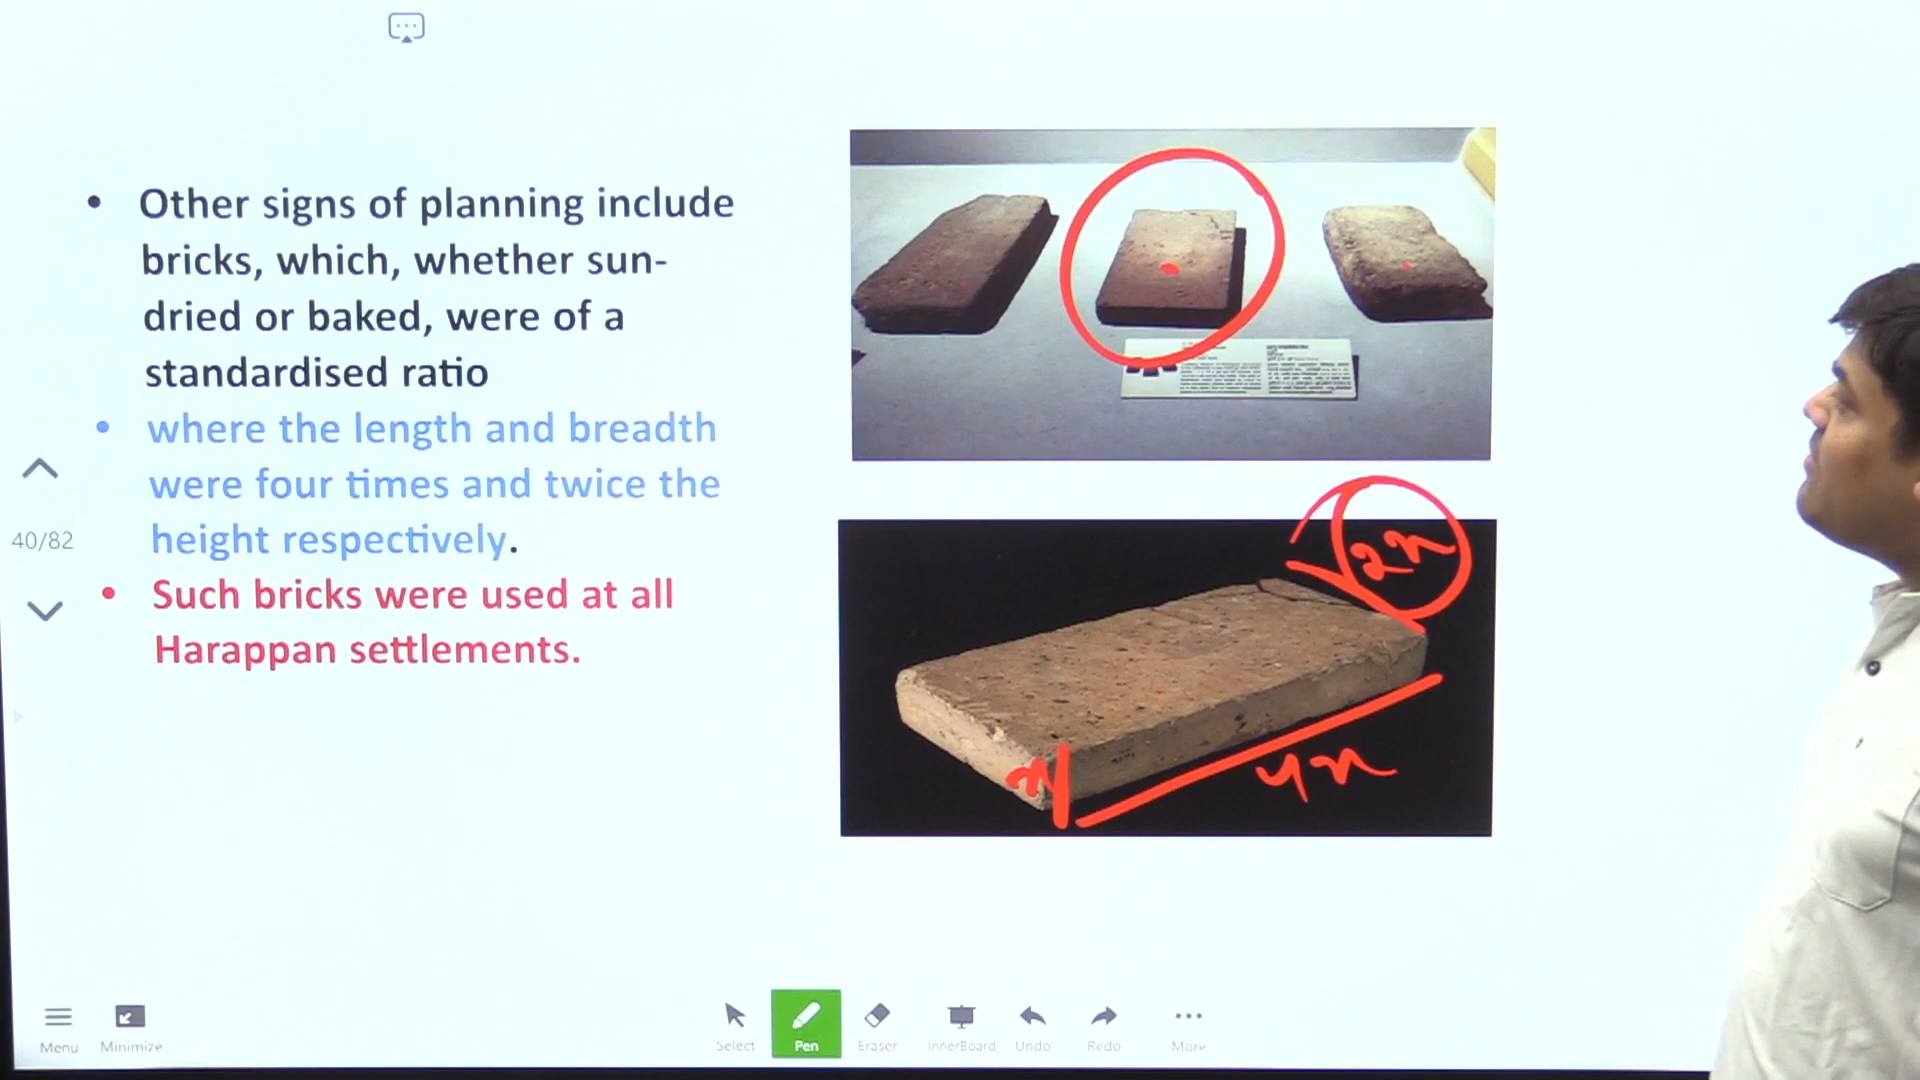 • Other signs of planning include
bricks, which, whether sun-
dried or baked, were of a
standardised ratio
• where the length and breadth
were four times and twice the
height respectively.
• Such bricks were used at all
Harappan settlements.
40/82
2x
x
4x
Menu
Minimize
Select
Pen
Eraser
InnerBoard
Undo
Redo
More